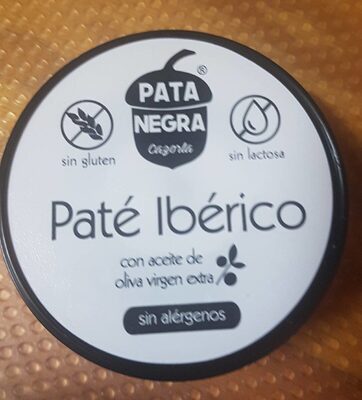 PATA ®
NEGRA
Cazorla
sin gluten
sin lactosa
Paté Ibérico
con aceite de
oliva virgen extra
sin alérgenos